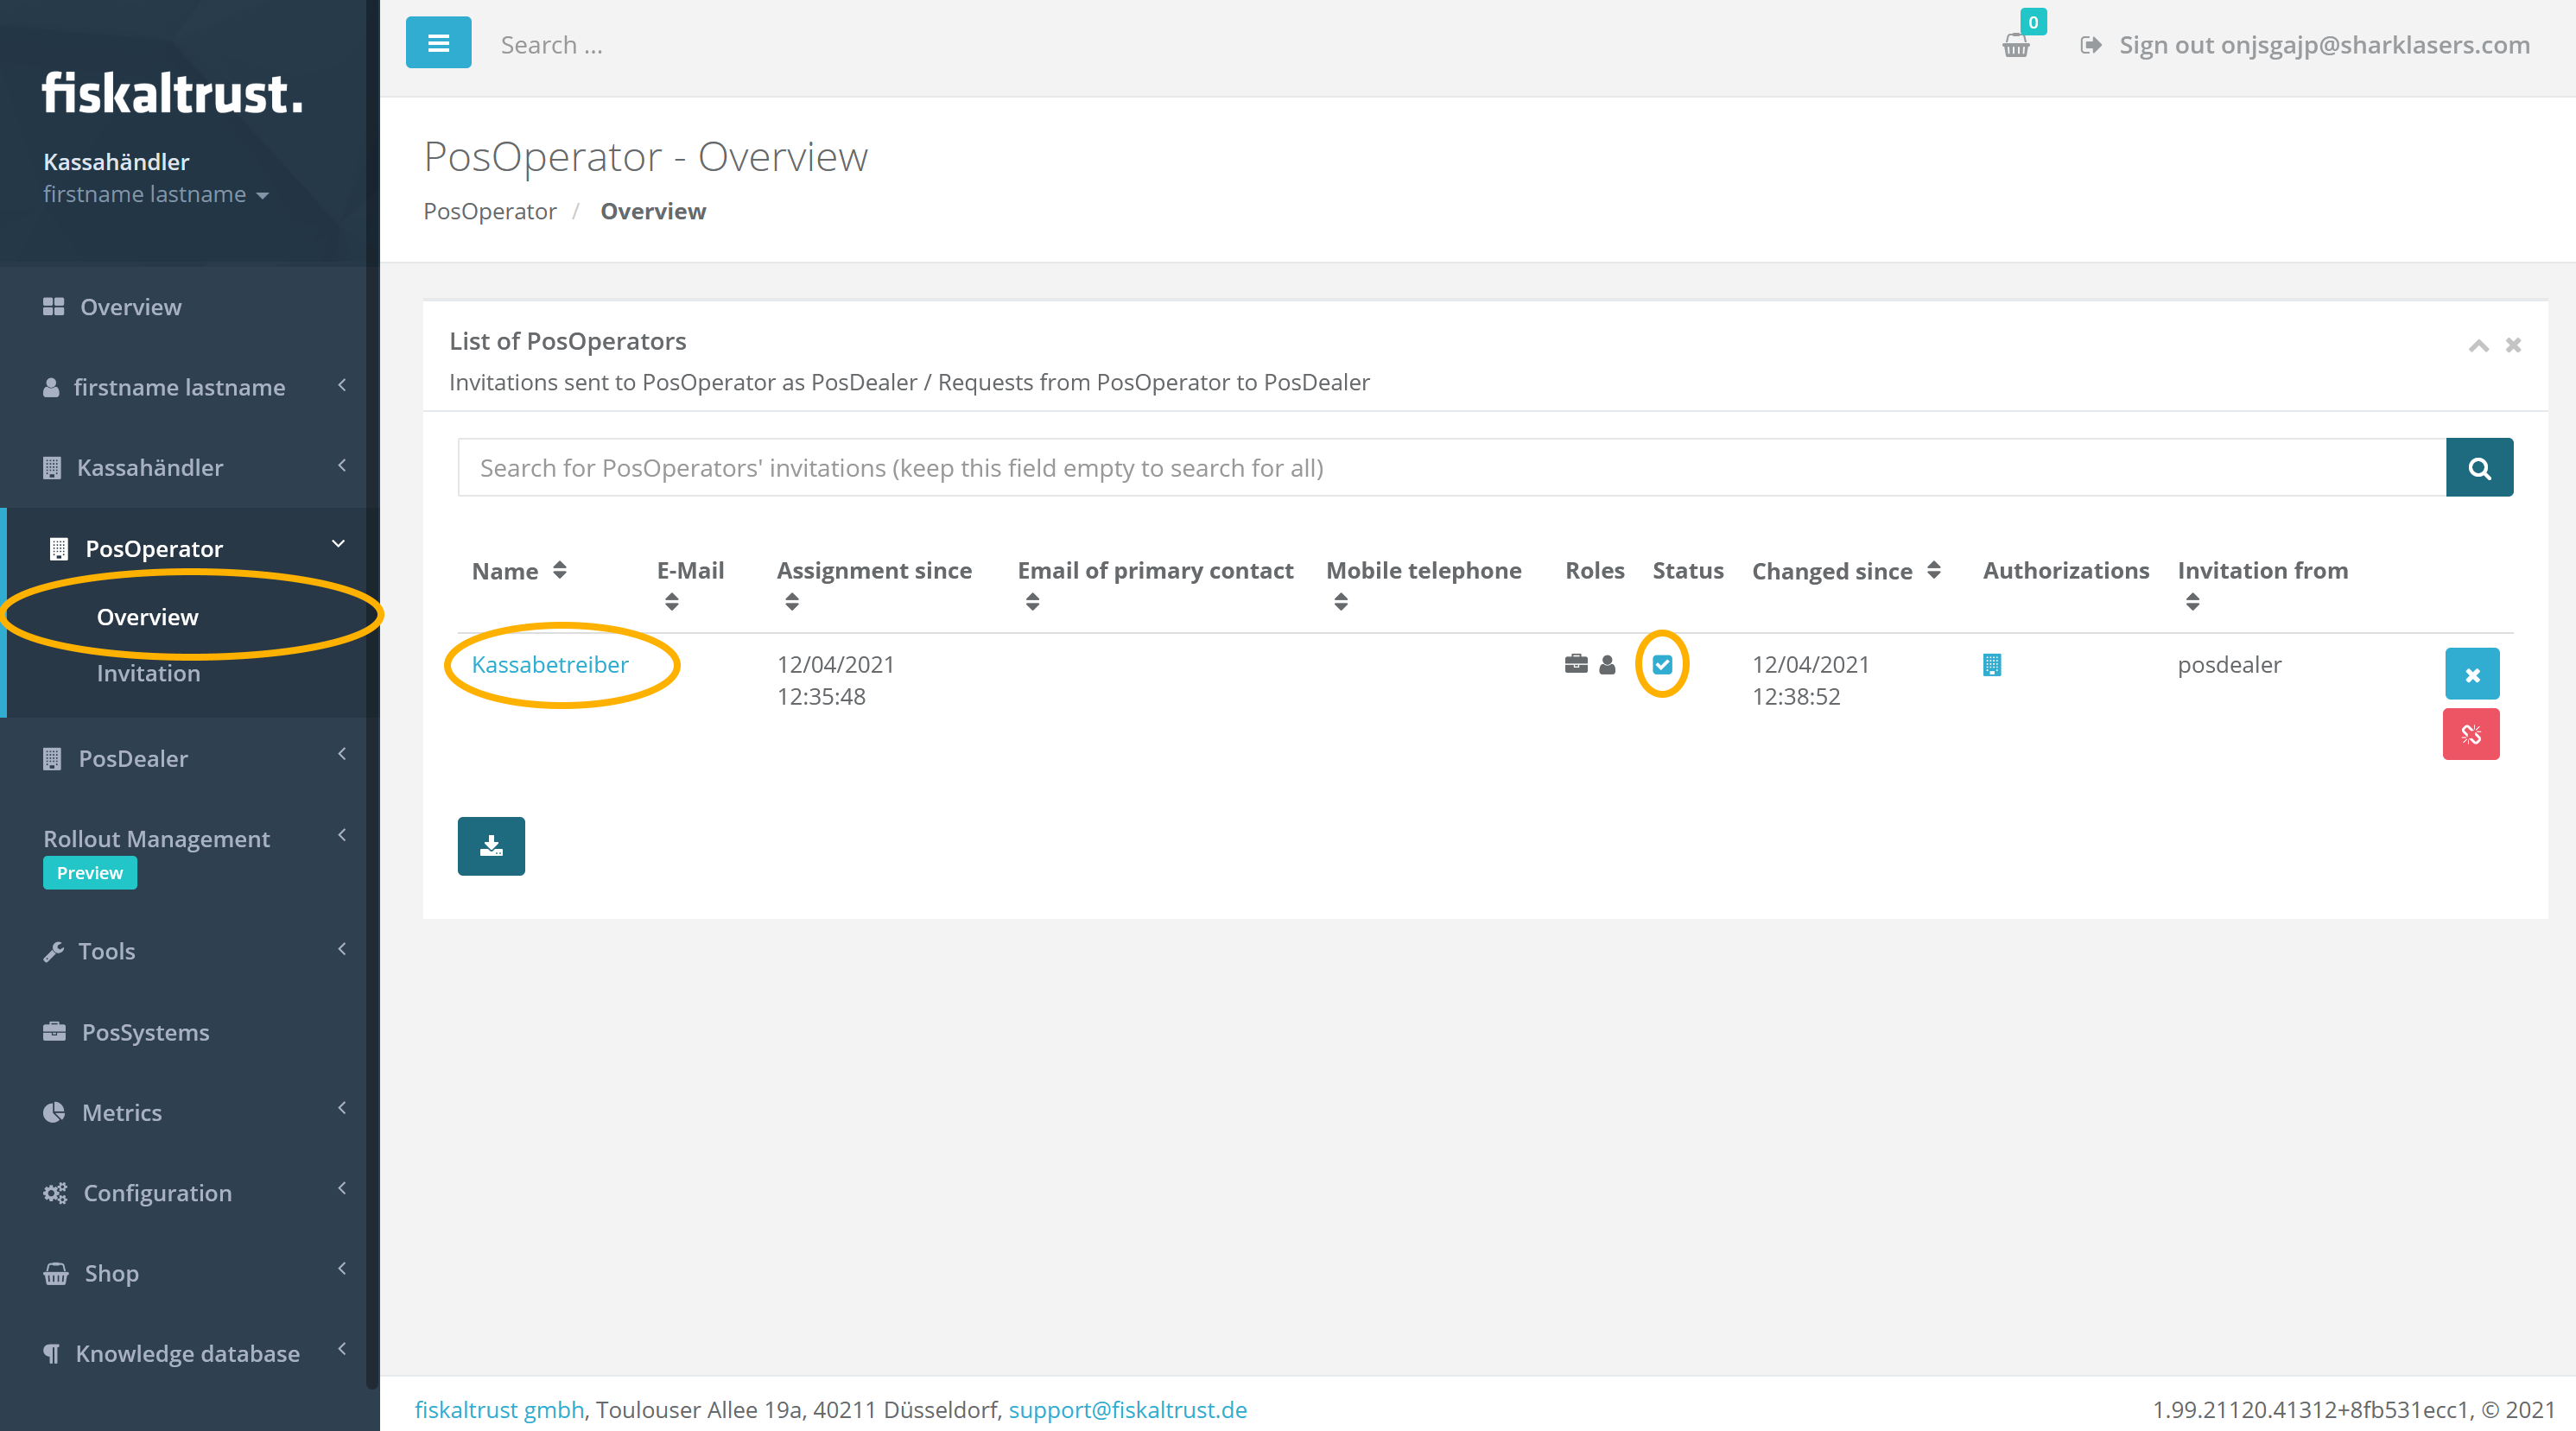 fiskaltrust.
Kassahändler
firstname lastname
Overview
firstname lastname
Kassahändler
PosOperator
Overview
Invitation
PosDealer
Rollout Management
Preview
Tools
PosSystems
Metrics
Configuration
Shop
Knowledge database
Search ...
0
Sign out onjsgajp@sharklasers.com
PosOperator - Overview
PosOperator / Overview
List of PosOperators
Invitations sent to PosOperator as PosDealer / Requests from PosOperator to PosDealer
Search for PosOperators' invitations (keep this field empty to search for all)
Name E-Mail Assignment since Email of primary contact Mobile telephone Roles Status Changed since Authorizations Invitation from
Kassabetreiber 12/04/2021 12/04/2021 posdealer
12:35:48 12:38:52
fiskaltrust gmbh, Toulouser Allee 19a, 40211 Düsseldorf, support@fiskaltrust.de
1.99.21120.41312+8fb531ecc1, © 2021